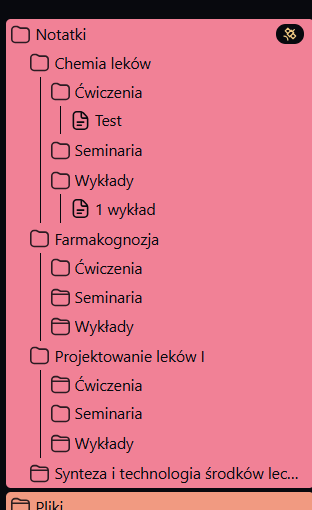 Notatki
Chemia leków
Ćwiczenia
Test
Seminaria
Wykłady
1 wykład
Farmakognozja
Ćwiczenia
Seminaria
Wykłady
Projektowanie leków I
Ćwiczenia
Seminaria
Wykłady
Synteza i technologia środków lec...
Pliki